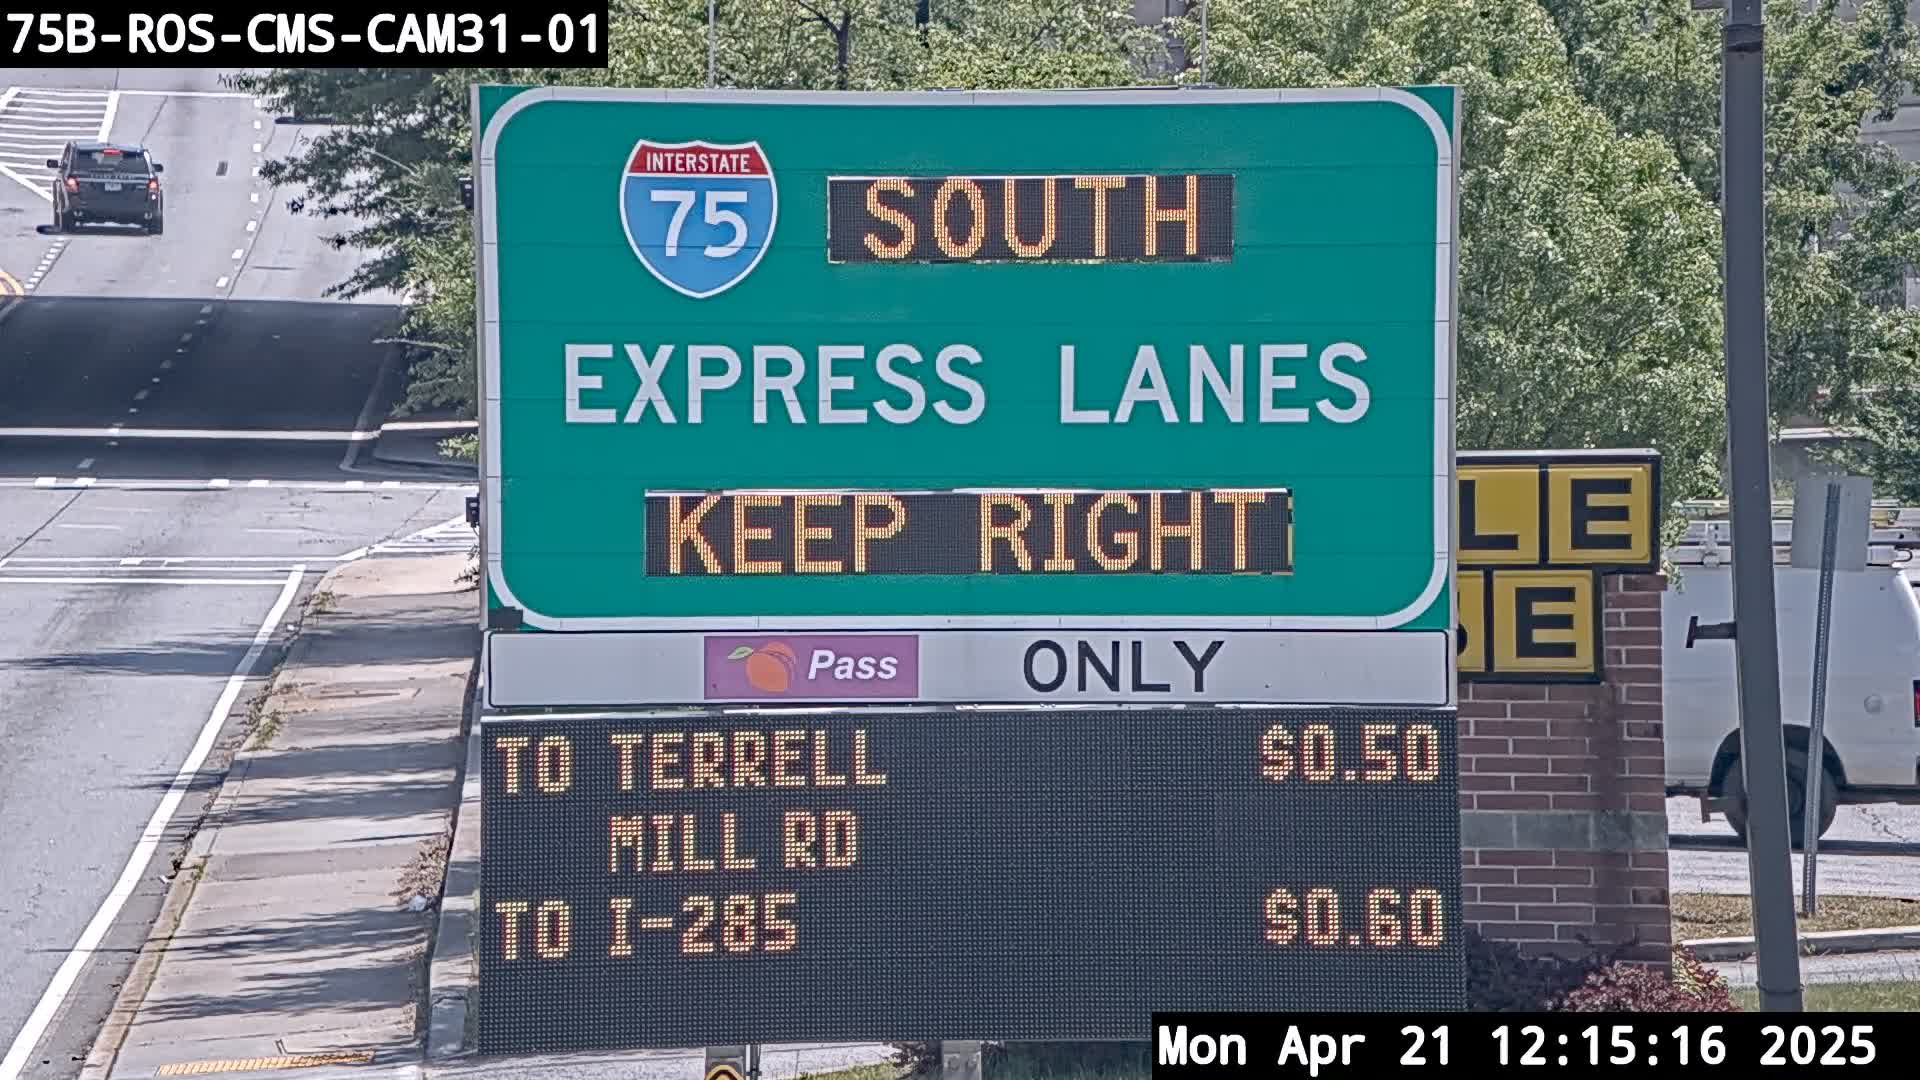 75B-ROS-CMS-CAM31-01
INTERSTATE
75
SOUTH
EXPRESS LANES
KEEP RIGHT
LE
E
Pass ONLY
TO TERRELL $0.50
MILL RD
TO I-285 $0.60
Mon Apr 21 12:15:16 2025